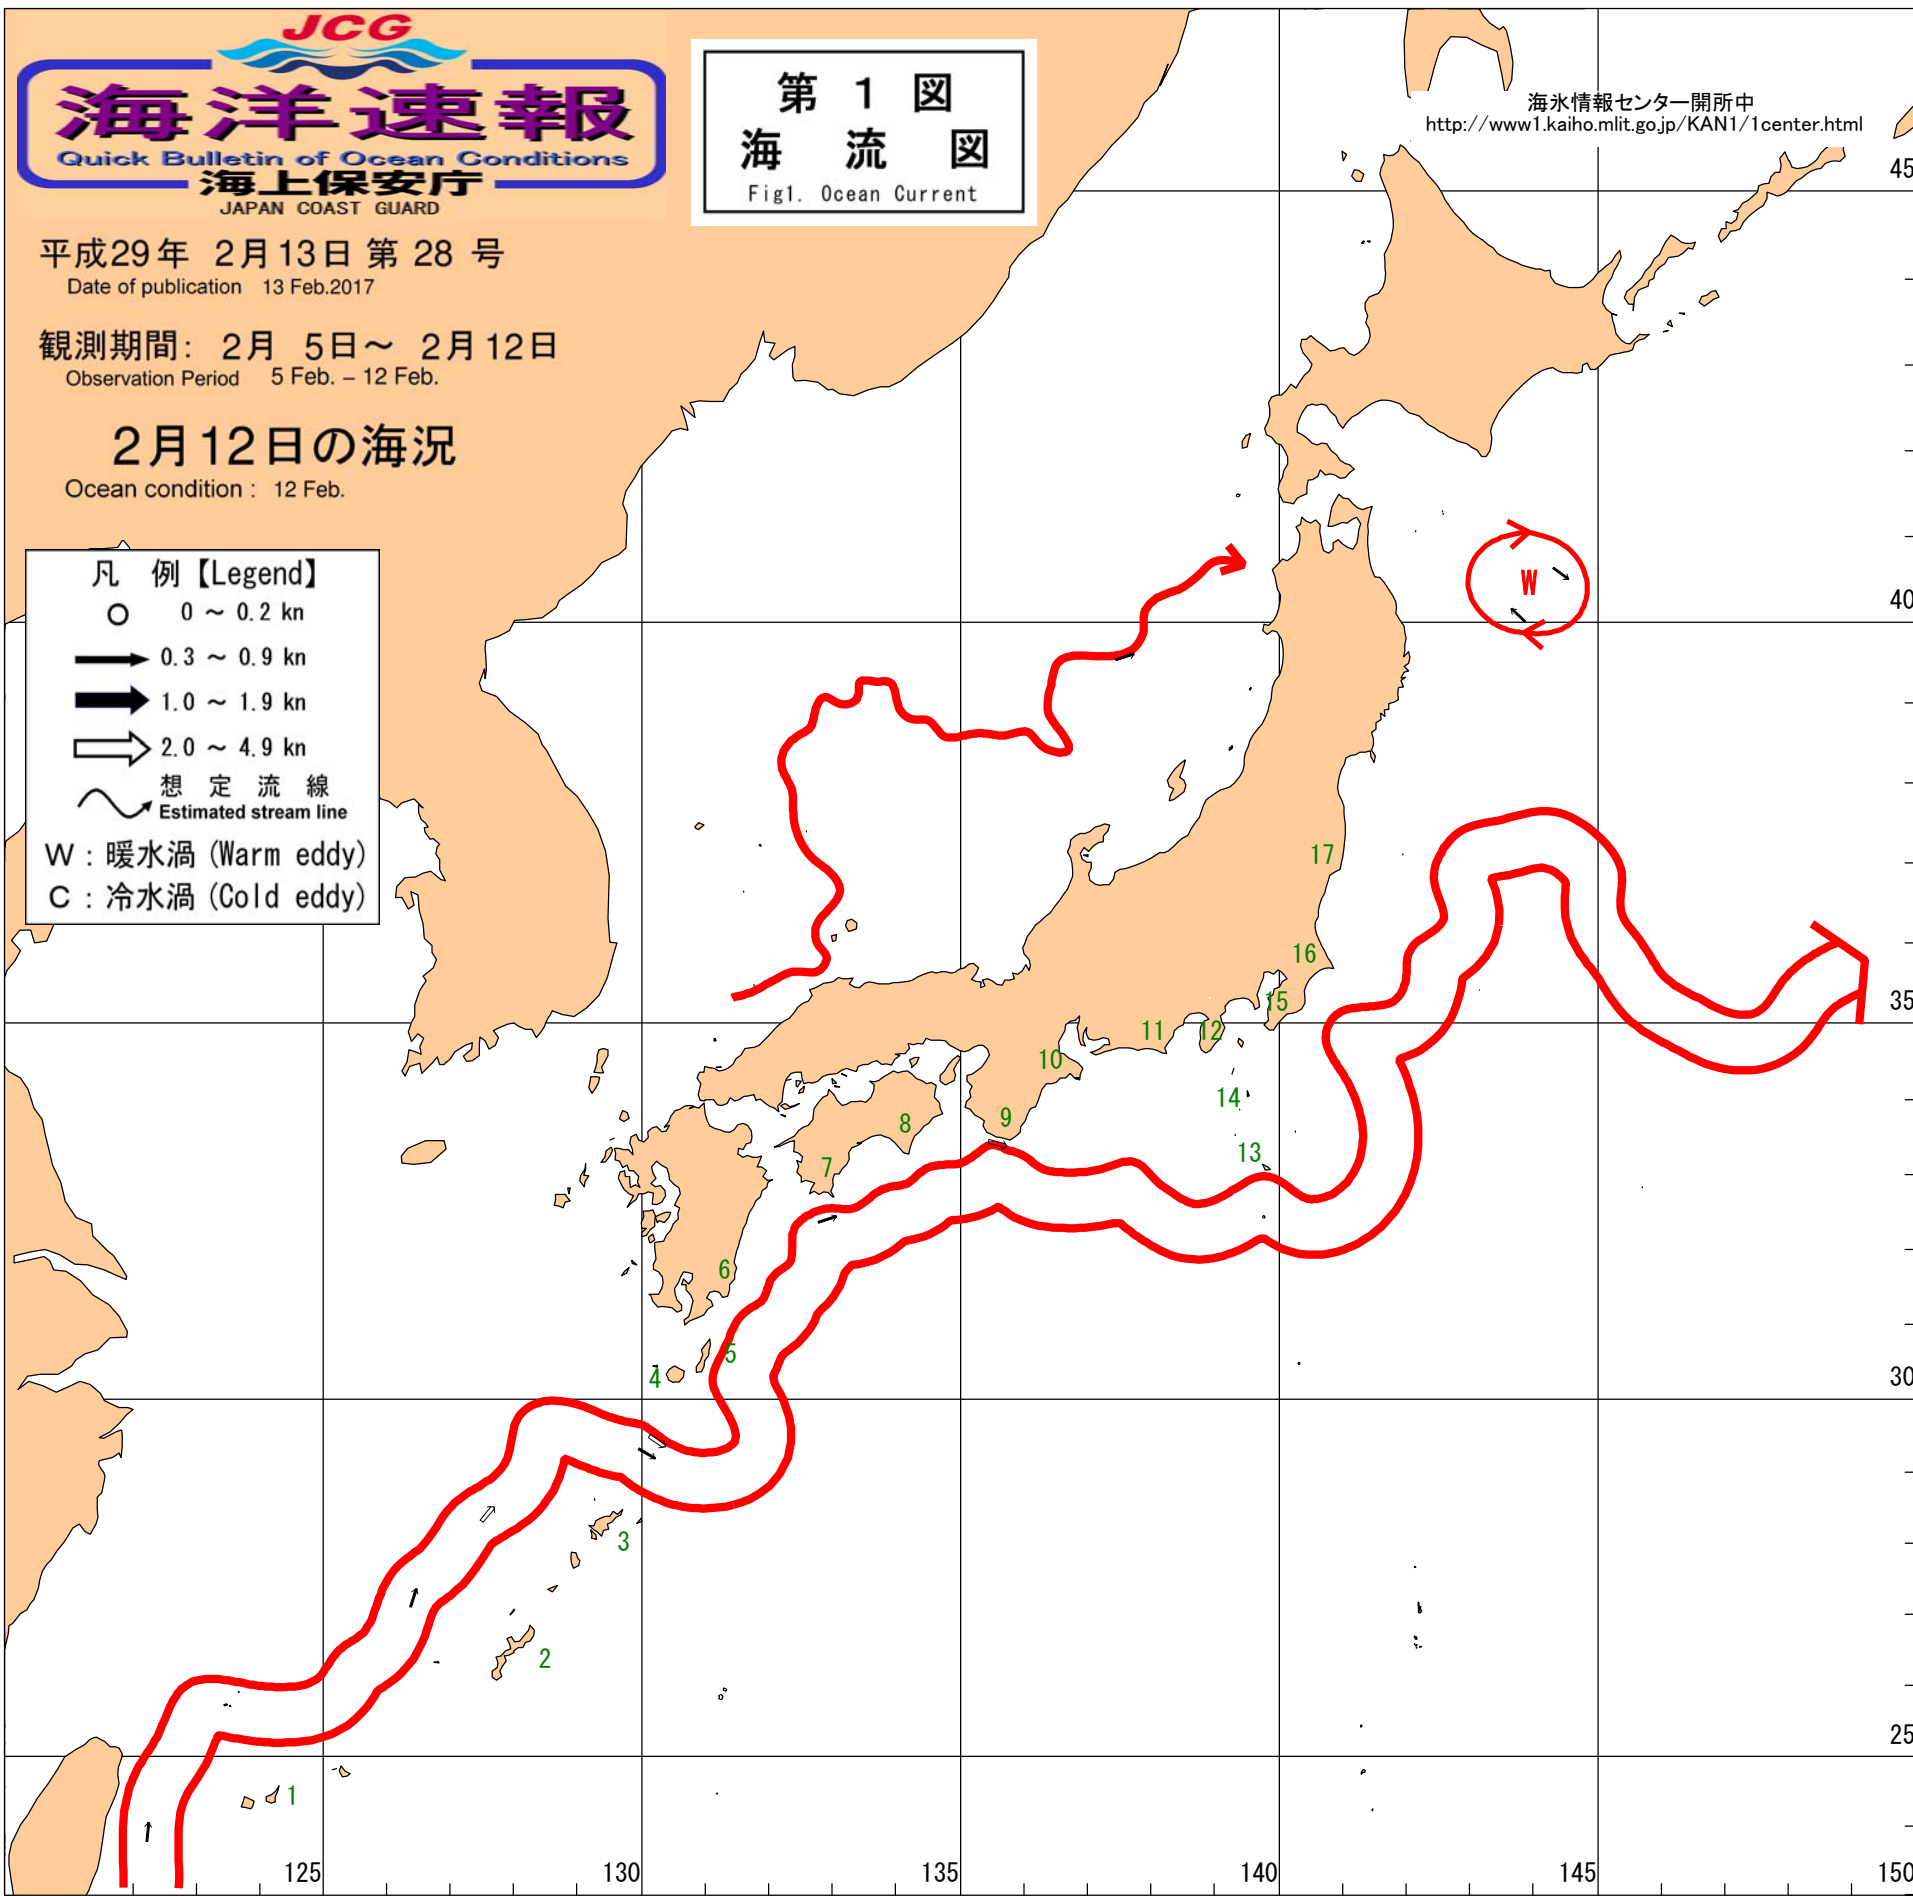 JCG
海洋速報
Quick Bulletin of Ocean Conditions
海上保安庁
JAPAN COAST GUARD
第 1 図
海 流 図
Fig1. Ocean Current
海氷情報センター開所中
http://www1.kaiho.mlit.go.jp/KAN1/1center.html
平成29年 2月13日 第 28 号
Date of publication 13 Feb.2017
観測期間: 2月 5日～ 2月12日
Observation Period 5 Feb. – 12 Feb.
2月12日の海況
Ocean condition : 12 Feb.
凡 例【Legend】
0 ～ 0.2 kn
0.3 ～ 0.9 kn
1.0 ～ 1.9 kn
2.0 ～ 4.9 kn
想 定 流 線
Estimated stream line
W : 暖水渦 (Warm eddy)
C : 冷水渦 (Cold eddy)
45
W
40
17
16
35
15
12
11
10
14
9
8
13
7
6
5
4
30
3
2
25
1
125
130
135
140
145
150